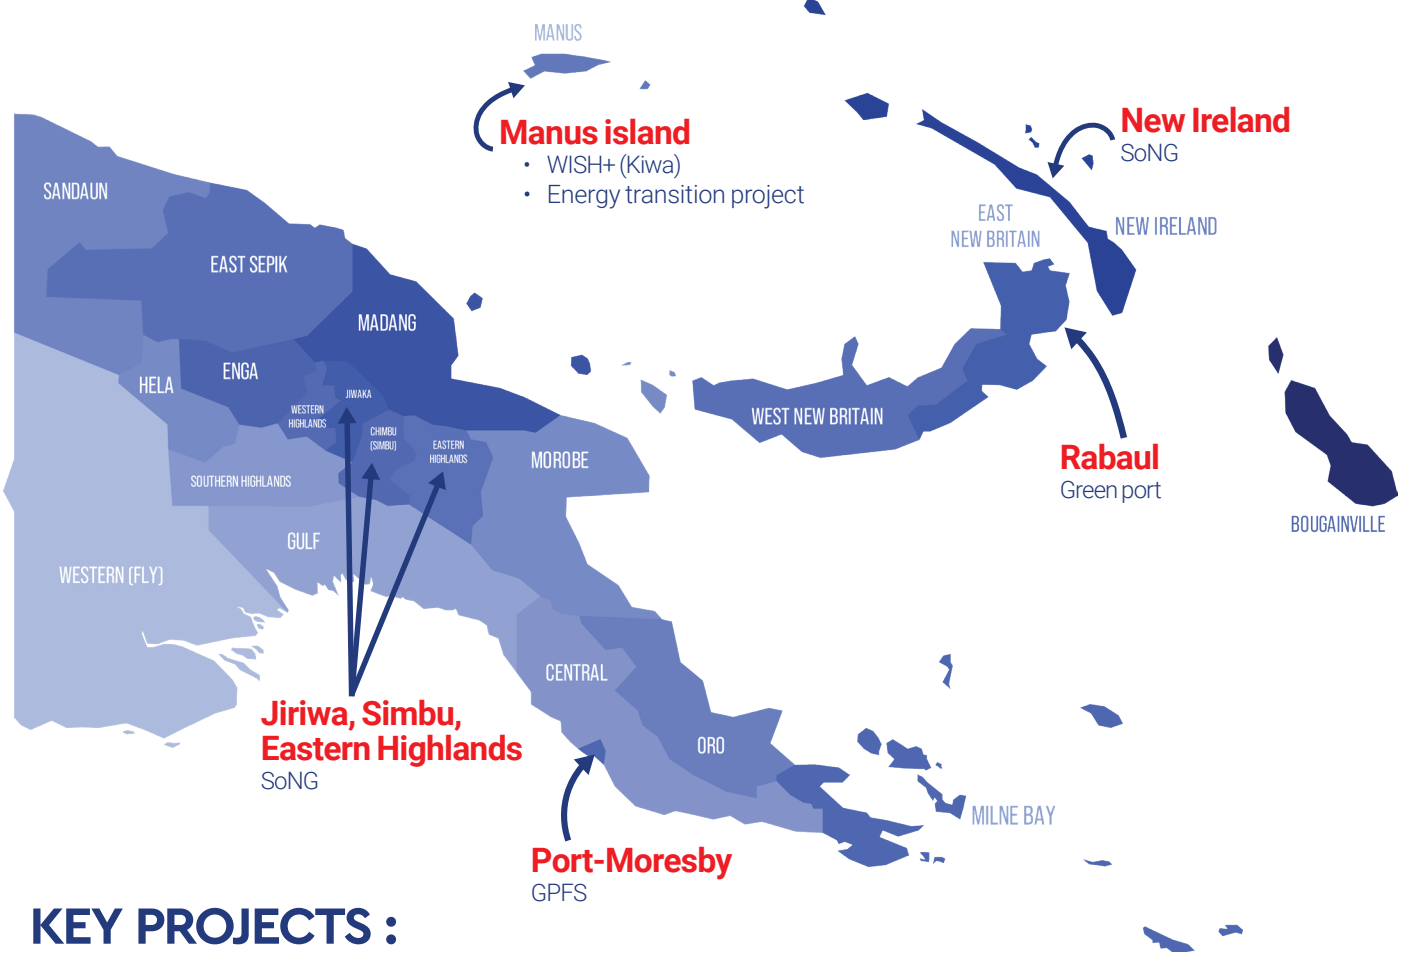 MANUS
Manus island
• WISH+ (Kiwa)
• Energy transition project
New Ireland
SoNG
SANDAUN
EAST
NEW BRITAIN
NEW IRELAND
EAST SEPIK
MADANG
ENGA
HELA
JIWAKA
WESTERN
HIGHLANDS
CHIMBU
(SIMBU)
EASTERN
HIGHLANDS
WEST NEW BRITAIN
MOROBE
Rabaul
Green port
SOUTHERN HIGHLANDS
BOUGAINVILLE
GULF
WESTERN (FLY)
CENTRAL
Jiriwa, Simbu,
Eastern Highlands
SoNG
ORO
MILNE BAY
Port-Moresby
GPFS
KEY PROJECTS :